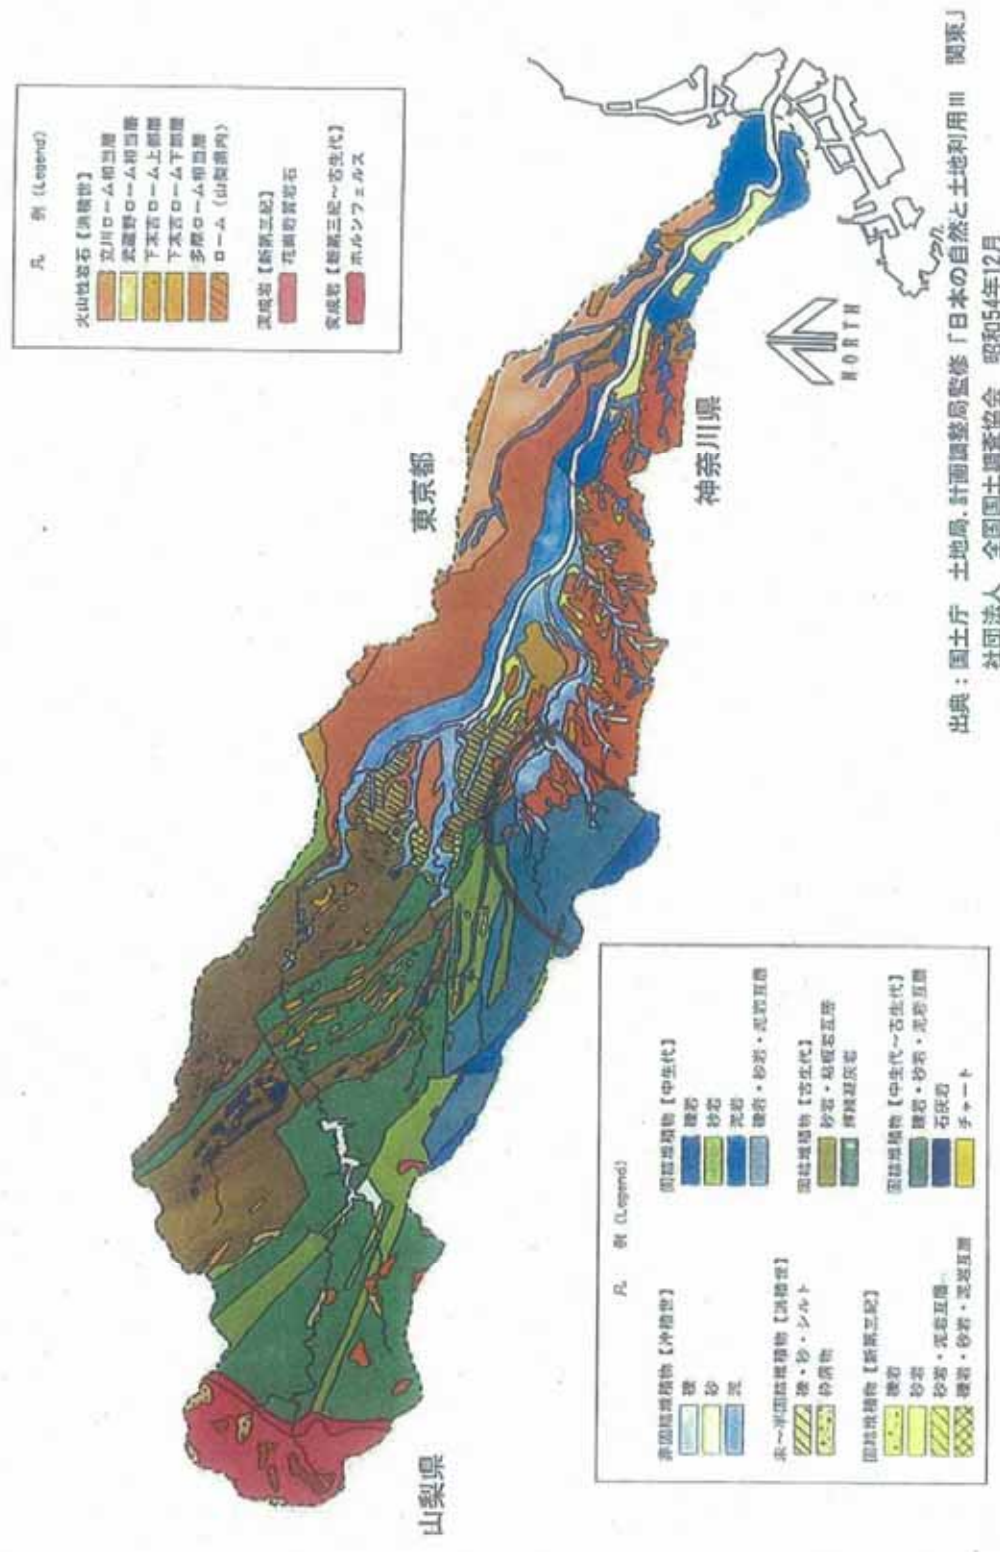 凡 例 (Legend)
火山性岩石【洪積世】
立川ローム相当層
武蔵野ローム相当層
下末吉ローム上部層
下末吉ローム下部層
多摩ローム相当層
ローム (山梨県内)
深成岩【新第三紀】
花崗岩質岩石
変成岩【新第三紀~古生代】
ホルンフェルス
東京都
神奈川県
山梨県
NORTH
凡 例 (Legend)
非固結堆積物【沖積世】
礫
砂
泥
未~半固結堆積物【洪積世】
礫・砂・シルト
砕屑物
固結堆積物【新第三紀】
礫岩
砂岩
砂岩・泥岩互層
礫岩・砂岩・泥岩互層
固結堆積物【中生代】
礫岩
砂岩
泥岩
礫岩・砂岩・泥岩互層
固結堆積物【古生代】
砂岩・粘板岩互層
輝緑凝灰岩
固結堆積物【中生代~古生代】
礫岩・砂岩・泥岩互層
石灰岩
チャート
出典:国土庁 土地局.計画調整局監修「日本の自然と土地利用III 関東」
社団法人 全国国土調査協会 昭和54年12月